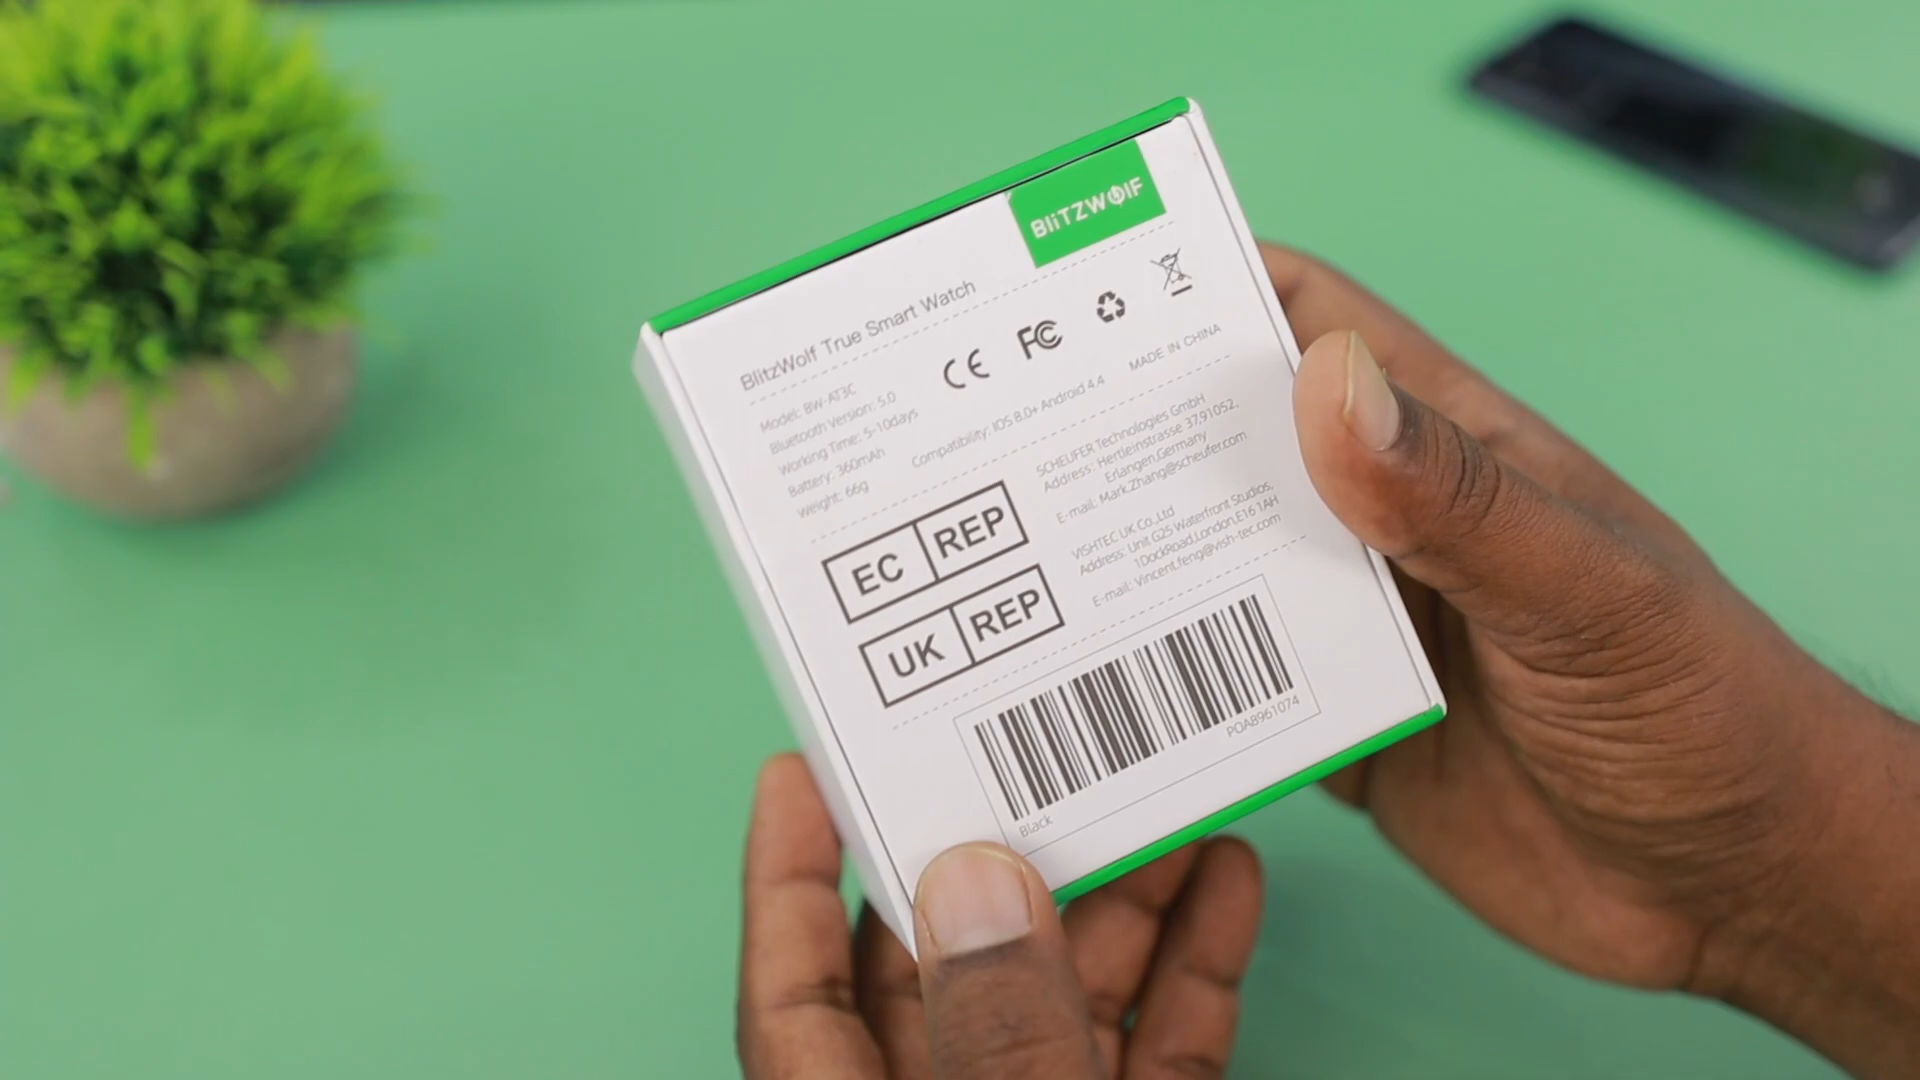 BliTZWOlF
BlitzWolf True Smart Watch
Model: BW-AT3C
Bluetooth Version: 5.0
Working Time: 5-10days
Battery: 360mAh
Weight: 66g
CE FC
Compatibility: IOS 8.0+ Android 4.4
MADE IN CHINA
EC REP
SCHEUFER Technologies GmbH
Address: Hertleinstrasse 37,91052,
Erlangen,Germany
E-mail: Mark.Zhang@scheufer.com
UK REP
VISHTEC UK Co.,Ltd
Address: Unit G25 Waterfront Studios,
1DockRoad,London,E16 1AH
E-mail: Vincent.feng@vish-tec.com
POA8961074
Black